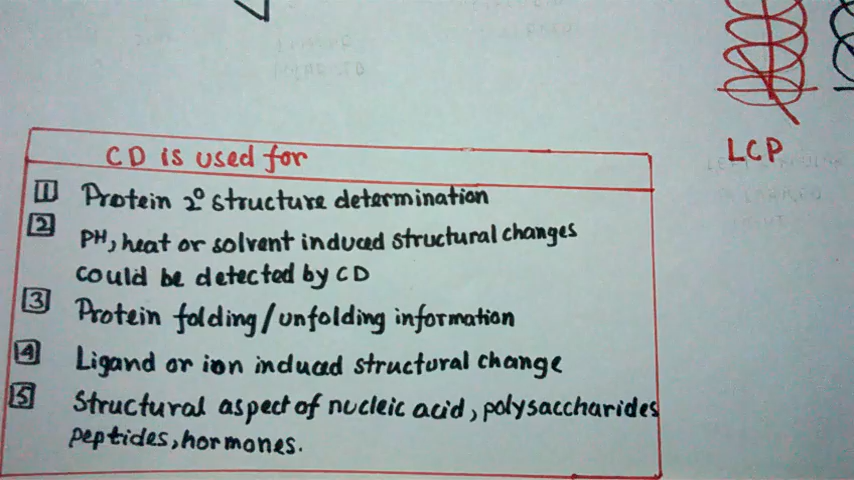 LCP
CD is used for
1 Protein 2° structure determination
2 PH, heat or solvent induced structural changes
could be detected by CD
3 Protein folding/unfolding information
4 Ligand or ion induced structural change
5 Structural aspect of nucleic acid, polysaccharides
peptides, hormones.